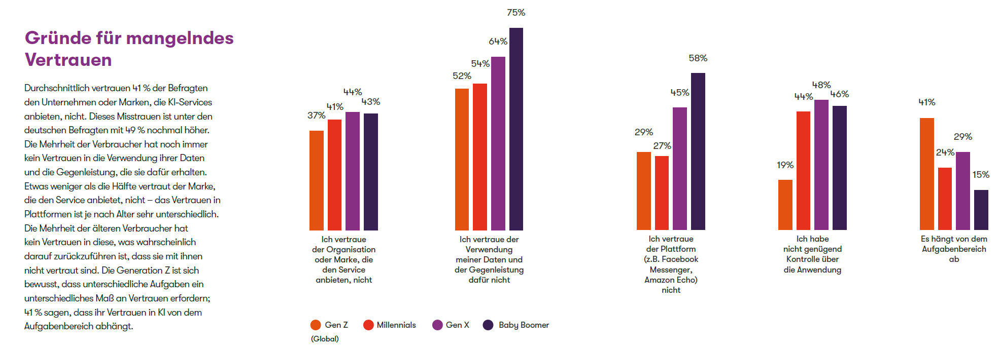 Gründe für mangelndes
Vertrauen
Durchschnittlich vertrauen 41 % der Befragten
den Unternehmen oder Marken, die KI-Services
anbieten, nicht. Dieses Misstrauen ist unter den
deutschen Befragten mit 49 % nochmal höher.
Die Mehrheit der Verbraucher hat noch immer
kein Vertrauen in die Verwendung ihrer Daten
und die Gegenleistung, die sie dafür erhalten.
Etwas weniger als die Hälfte vertraut der Marke,
die den Service anbietet, nicht – das Vertrauen in
Plattformen ist je nach Alter sehr unterschiedlich.
Die Mehrheit der älteren Verbraucher hat
kein Vertrauen in diese, was wahrscheinlich
darauf zurückzuführen ist, dass sie mit ihnen
nicht vertraut sind. Die Generation Z ist sich
bewusst, dass unterschiedliche Aufgaben ein
unterschiedliches Maß an Vertrauen erfordern;
41 % sagen, dass ihr Vertrauen in KI von dem
Aufgabenbereich abhängt.
37%
41%
44%
43%
Ich vertraue
der Organisation
oder Marke, die
den Service
anbieten, nicht
52%
54%
64%
75%
Ich vertraue der
Verwendung
meiner Daten und
der Gegenleistung
dafür nicht
29%
27%
45%
58%
Ich vertraue
der Plattform
(z.B. Facebook
Messenger,
Amazon Echo)
nicht
19%
44%
48%
46%
Ich habe
nicht genügend
Kontrolle über
die Anwendung
41%
24%
29%
15%
Es hängt von dem
Aufgabenbereich
ab
Gen Z
Millennials
Gen X
Baby Boomer
(Global)